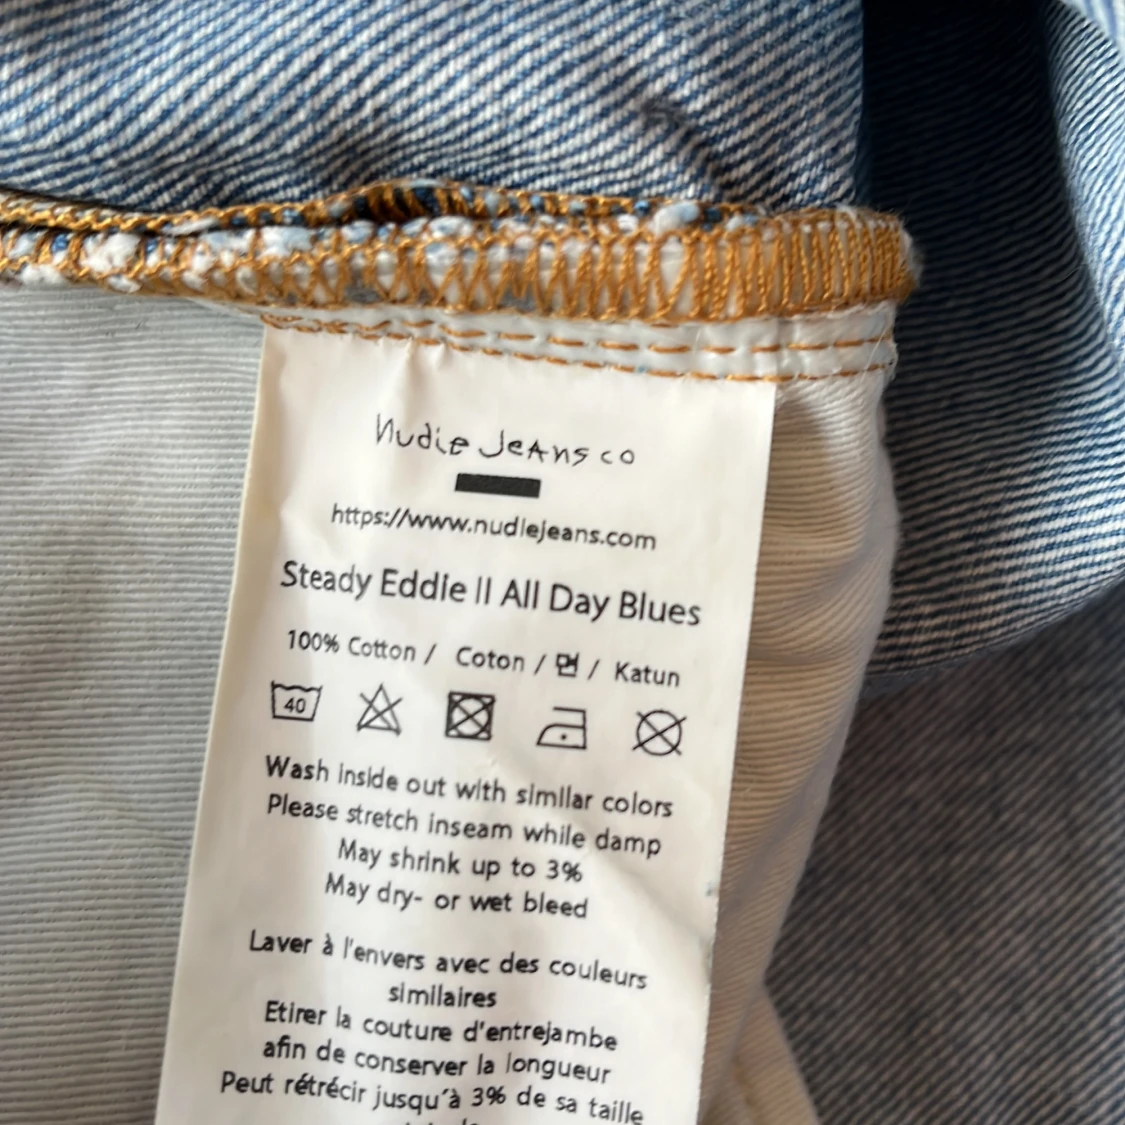 Nudie Jeans co
https://www.nudiejeans.com
Steady Eddie II All Day Blues
100% Cotton / Coton / 면 / Katun
40
Wash inside out with similar colors
Please stretch inseam while damp
May shrink up to 3%
May dry- or wet bleed
Laver à l'envers avec des couleurs
similaires
Etirer la couture d'entrejambe
afin de conserver la longueur
Peut rétrécir jusqu'à 3% de sa taille